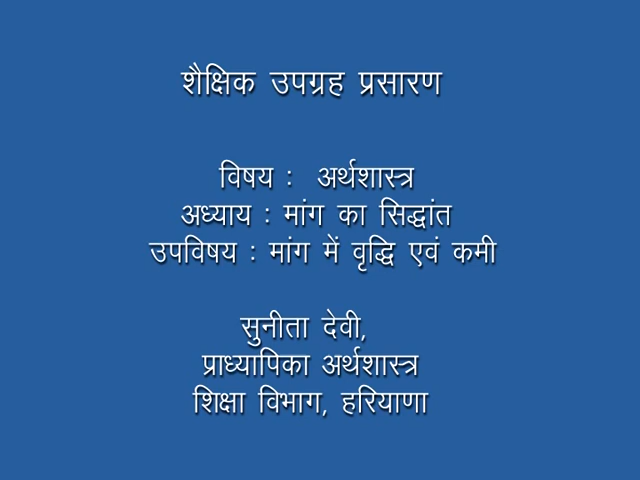 शैक्षिक उपग्रह प्रसारण
विषय : अर्थशास्त्र
अध्याय : मांग का सिद्धांत
उपविषय : मांग में वृद्धि एवं कमी
सुनीता देवी,
प्राध्यापिका अर्थशास्त्र
शिक्षा विभाग, हरियाणा